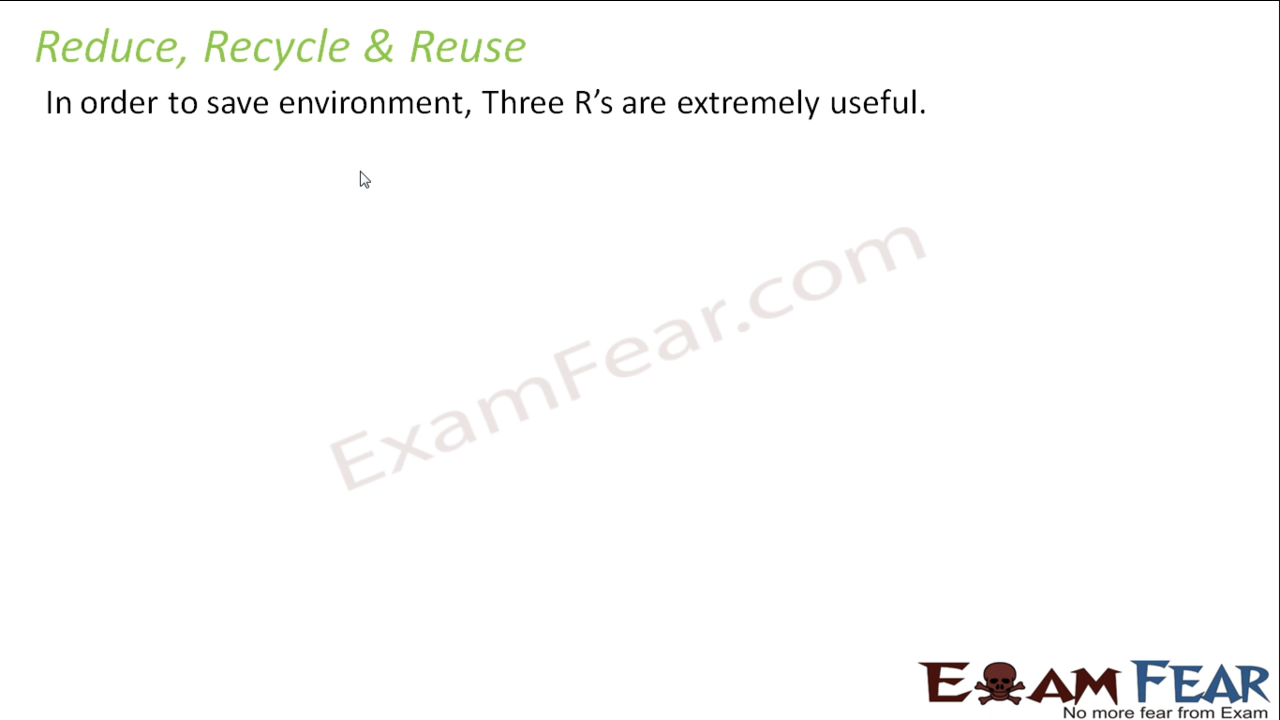 Reduce, Recycle & Reuse
In order to save environment, Three R’s are extremely useful.
ExamFear.com
EXAM FEAR
No more fear from Exam